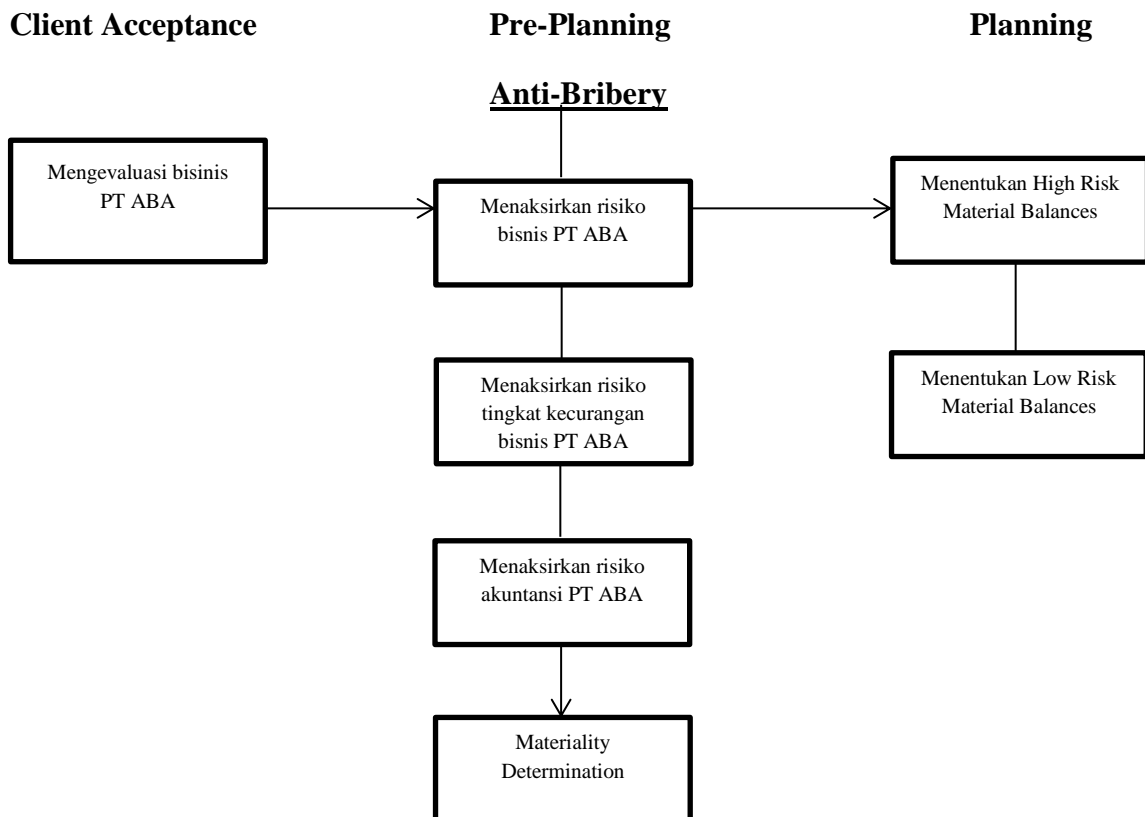 Client Acceptance
Pre-Planning
Planning
Anti-Bribery
Mengevaluasi bisinis
PT ABA
Menaksirkan risiko
bisnis PT ABA
Menentukan High Risk
Material Balances
Menaksirkan risiko
tingkat kecurangan
bisnis PT ABA
Menentukan Low Risk
Material Balances
Menaksirkan risiko
akuntansi PT ABA
Materiality
Determination